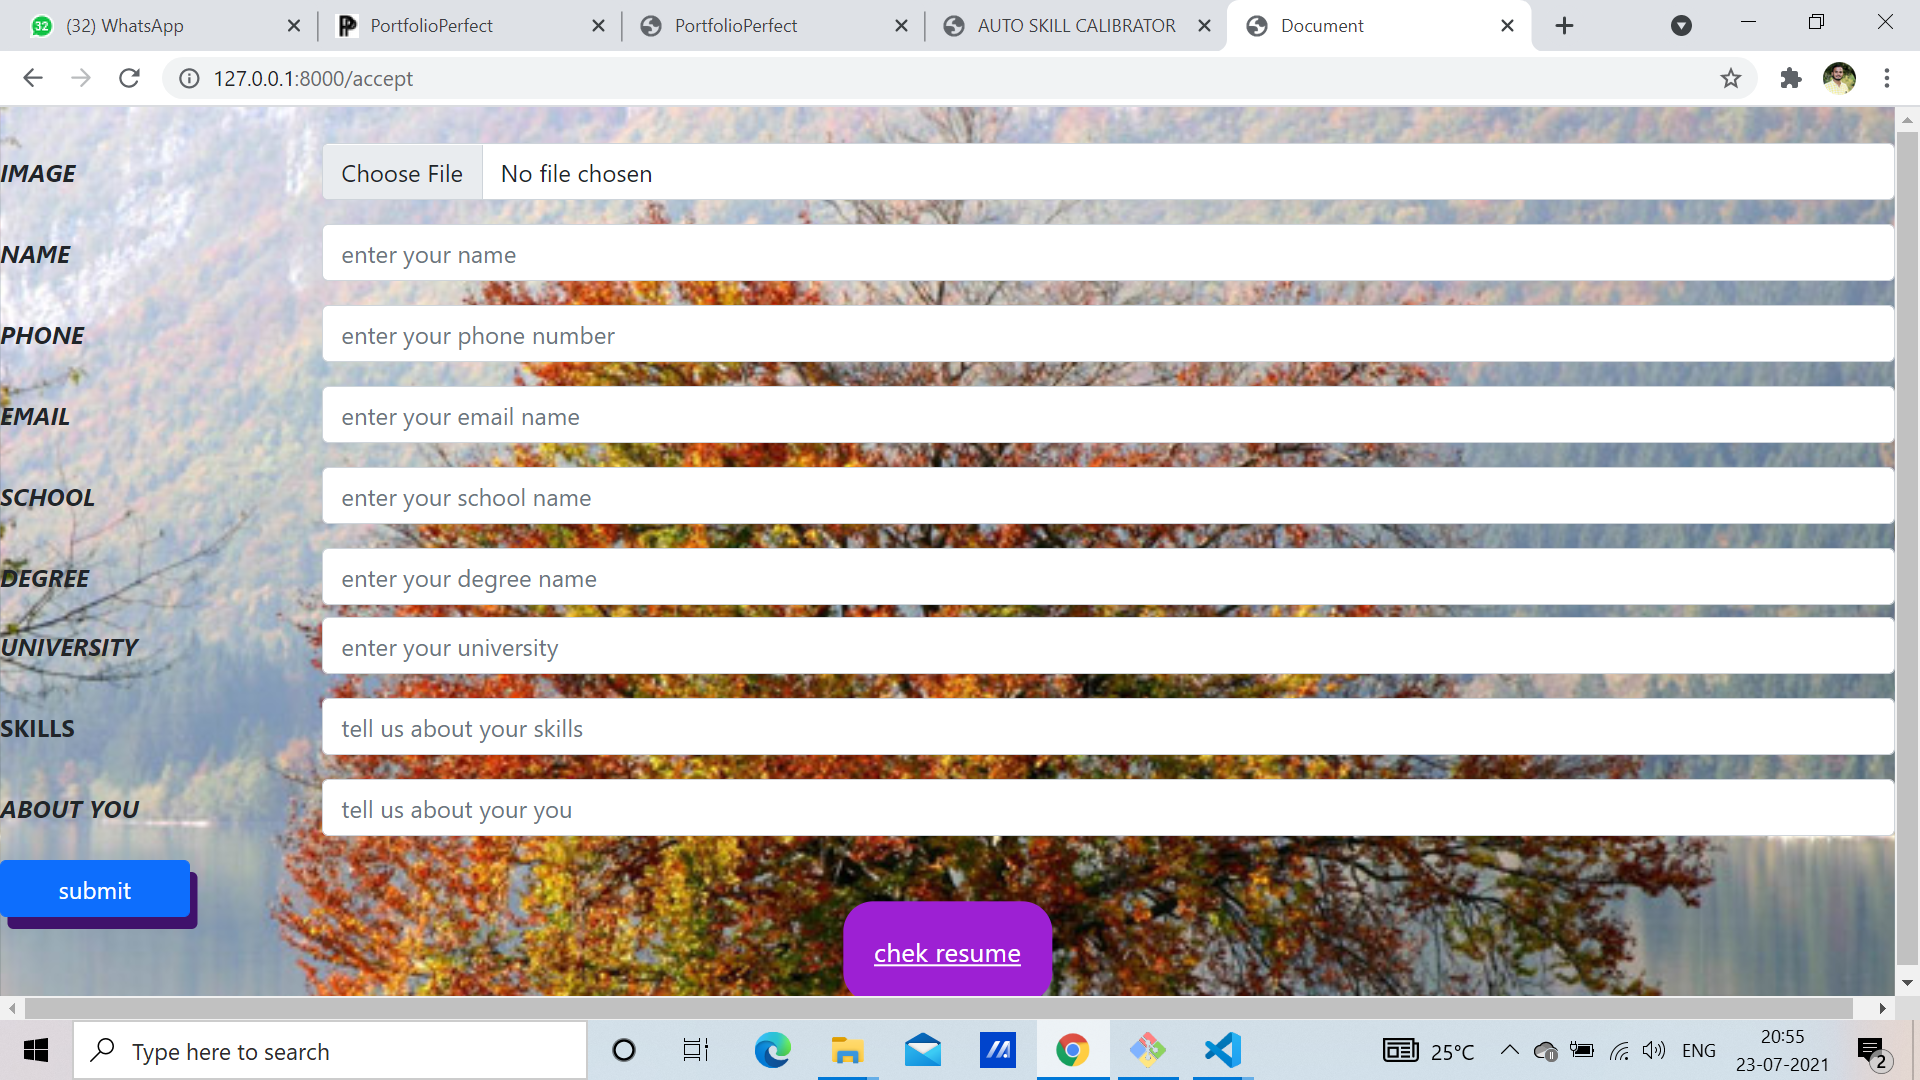 32 (32) WhatsApp
PortfolioPerfect
PortfolioPerfect
AUTO SKILL CALIBRATOR
Document
127.0.0.1:8000/accept
IMAGE Choose File No file chosen
NAME enter your name
PHONE enter your phone number
EMAIL enter your email name
SCHOOL enter your school name
DEGREE enter your degree name
UNIVERSITY enter your university
SKILLS tell us about your skills
ABOUT YOU tell us about your you
submit
chek resume
Type here to search
25°C
ENG
20:55
23-07-2021
2